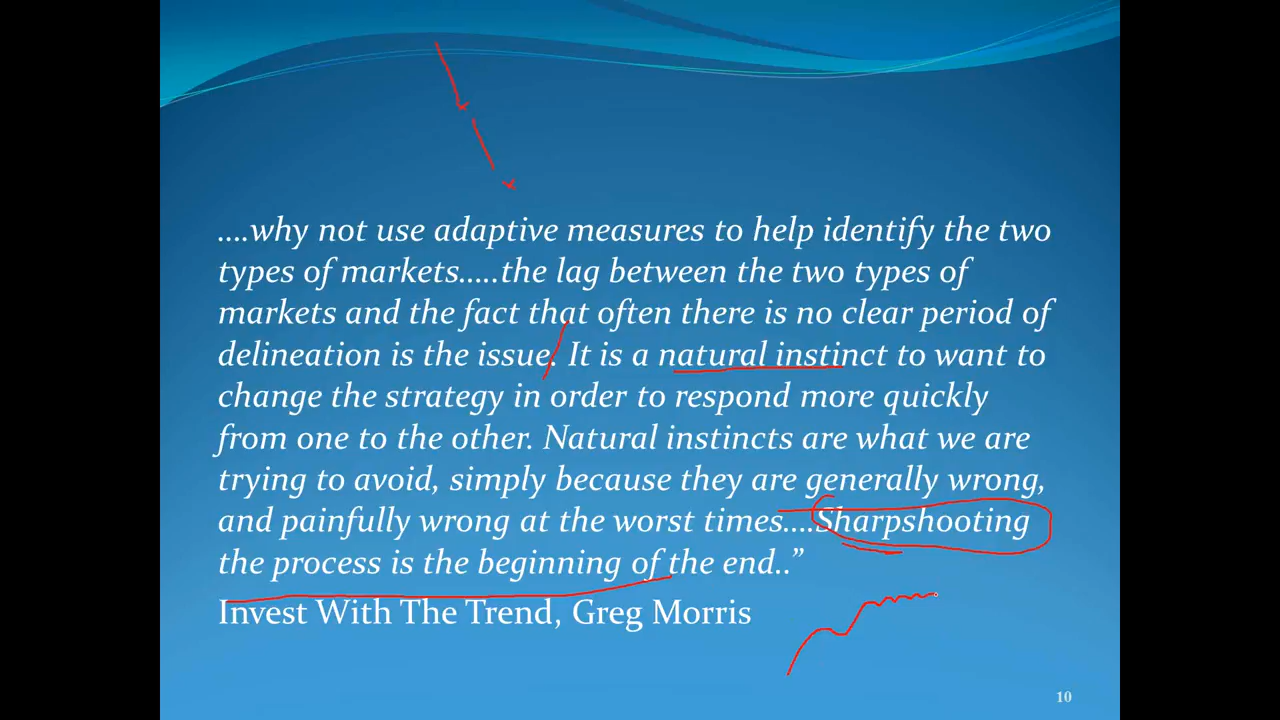 ....why not use adaptive measures to help identify the two
types of markets.....the lag between the two types of
markets and the fact that often there is no clear period of
delineation is the issue. It is a natural instinct to want to
change the strategy in order to respond more quickly
from one to the other. Natural instincts are what we are
trying to avoid, simply because they are generally wrong,
and painfully wrong at the worst times....Sharpshooting
the process is the beginning of the end..”
Invest With The Trend, Greg Morris
10